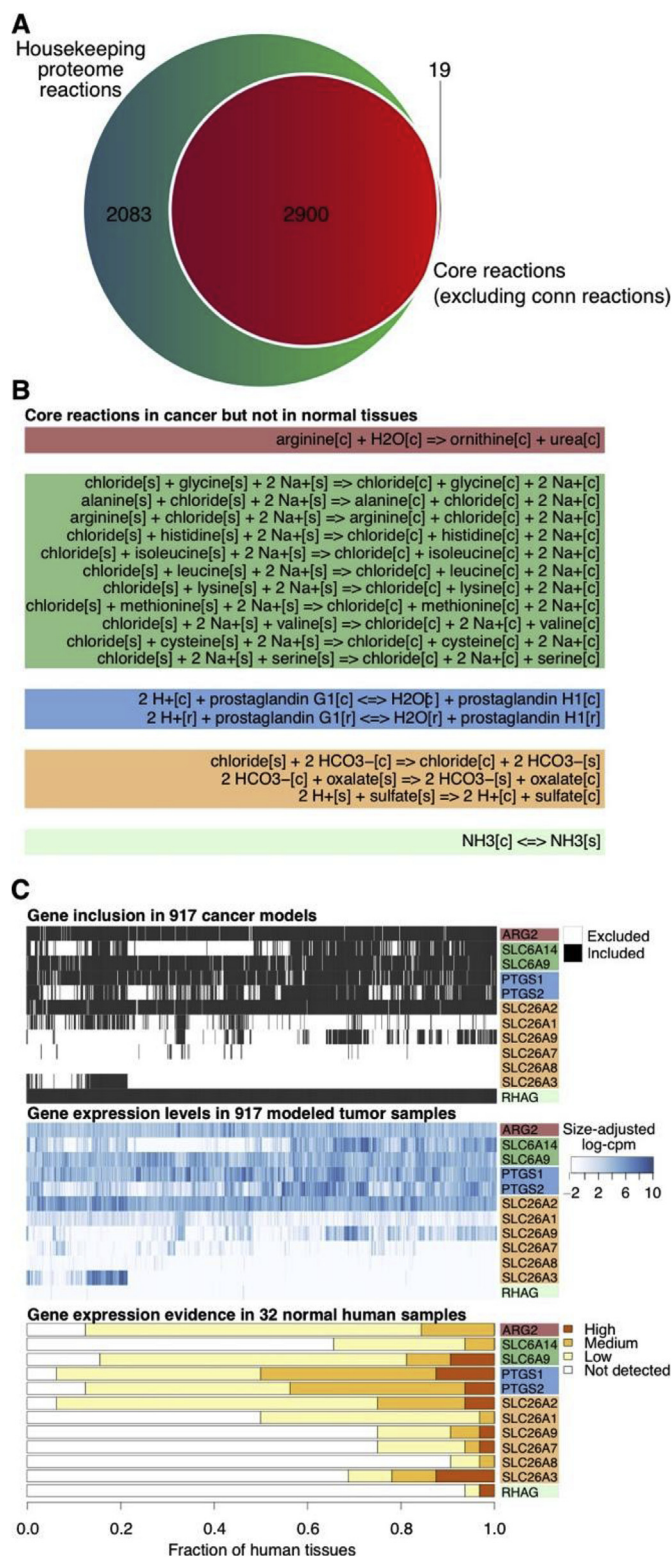 A
Housekeeping
proteome
reactions
19
2083
2900
Core reactions
(excluding conn reactions)
B
Core reactions in cancer but not in normal tissues
arginine[c] + H2O[c] => ornithine[c] + urea[c]
chloride[s] + glycine[s] + 2 Na+[s] => chloride[c] + glycine[c] + 2 Na+[c]
alanine[s] + chloride[s] + 2 Na+[s] => alanine[c] + chloride[c] + 2 Na+[c]
arginine[s] + chloride[s] + 2 Na+[s] => arginine[c] + chloride[c] + 2 Na+[c]
chloride[s] + histidine[s] + 2 Na+[s] => chloride[c] + histidine[c] + 2 Na+[c]
chloride[s] + isoleucine[s] + 2 Na+[s] => chloride[c] + isoleucine[c] + 2 Na+[c]
chloride[s] + leucine[s] + 2 Na+[s] => chloride[c] + leucine[c] + 2 Na+[c]
chloride[s] + lysine[s] + 2 Na+[s] => chloride[c] + lysine[c] + 2 Na+[c]
chloride[s] + methionine[s] + 2 Na+[s] => chloride[c] + methionine[c] + 2 Na+[c]
chloride[s] + 2 Na+[s] + valine[s] => chloride[c] + 2 Na+[c] + valine[c]
chloride[s] + cysteine[s] + 2 Na+[s] => chloride[c] + cysteine[c] + 2 Na+[c]
chloride[s] + 2 Na+[s] + serine[s] => chloride[c] + 2 Na+[c] + serine[c]
2 H+[c] + prostaglandin G1[c] <=> H2O[c] + prostaglandin H1[c]
2 H+[r] + prostaglandin G1[r] <=> H2O[r] + prostaglandin H1[r]
chloride[s] + 2 HCO3−[c] => chloride[c] + 2 HCO3−[s]
2 HCO3−[c] + oxalate[s] => 2 HCO3−[s] + oxalate[c]
2 H+[s] + sulfate[s] => 2 H+[c] + sulfate[c]
NH3[c] <=> NH3[s]
C
Gene inclusion in 917 cancer models
ARG2
SLC6A14
SLC6A9
PTGS1
PTGS2
SLC26A2
SLC26A1
SLC26A9
SLC26A7
SLC26A8
SLC26A3
RHAG
Excluded
Included
Gene expression levels in 917 modeled tumor samples
ARG2
SLC6A14
SLC6A9
PTGS1
PTGS2
SLC26A2
SLC26A1
SLC26A9
SLC26A7
SLC26A8
SLC26A3
RHAG
Size-adjusted
log-cpm
−2 2 6 10
Gene expression evidence in 32 normal human samples
ARG2
SLC6A14
SLC6A9
PTGS1
PTGS2
SLC26A2
SLC26A1
SLC26A9
SLC26A7
SLC26A8
SLC26A3
RHAG
High
Medium
Low
Not detected
0.0 0.2 0.4 0.6 0.8 1.0
Fraction of human tissues